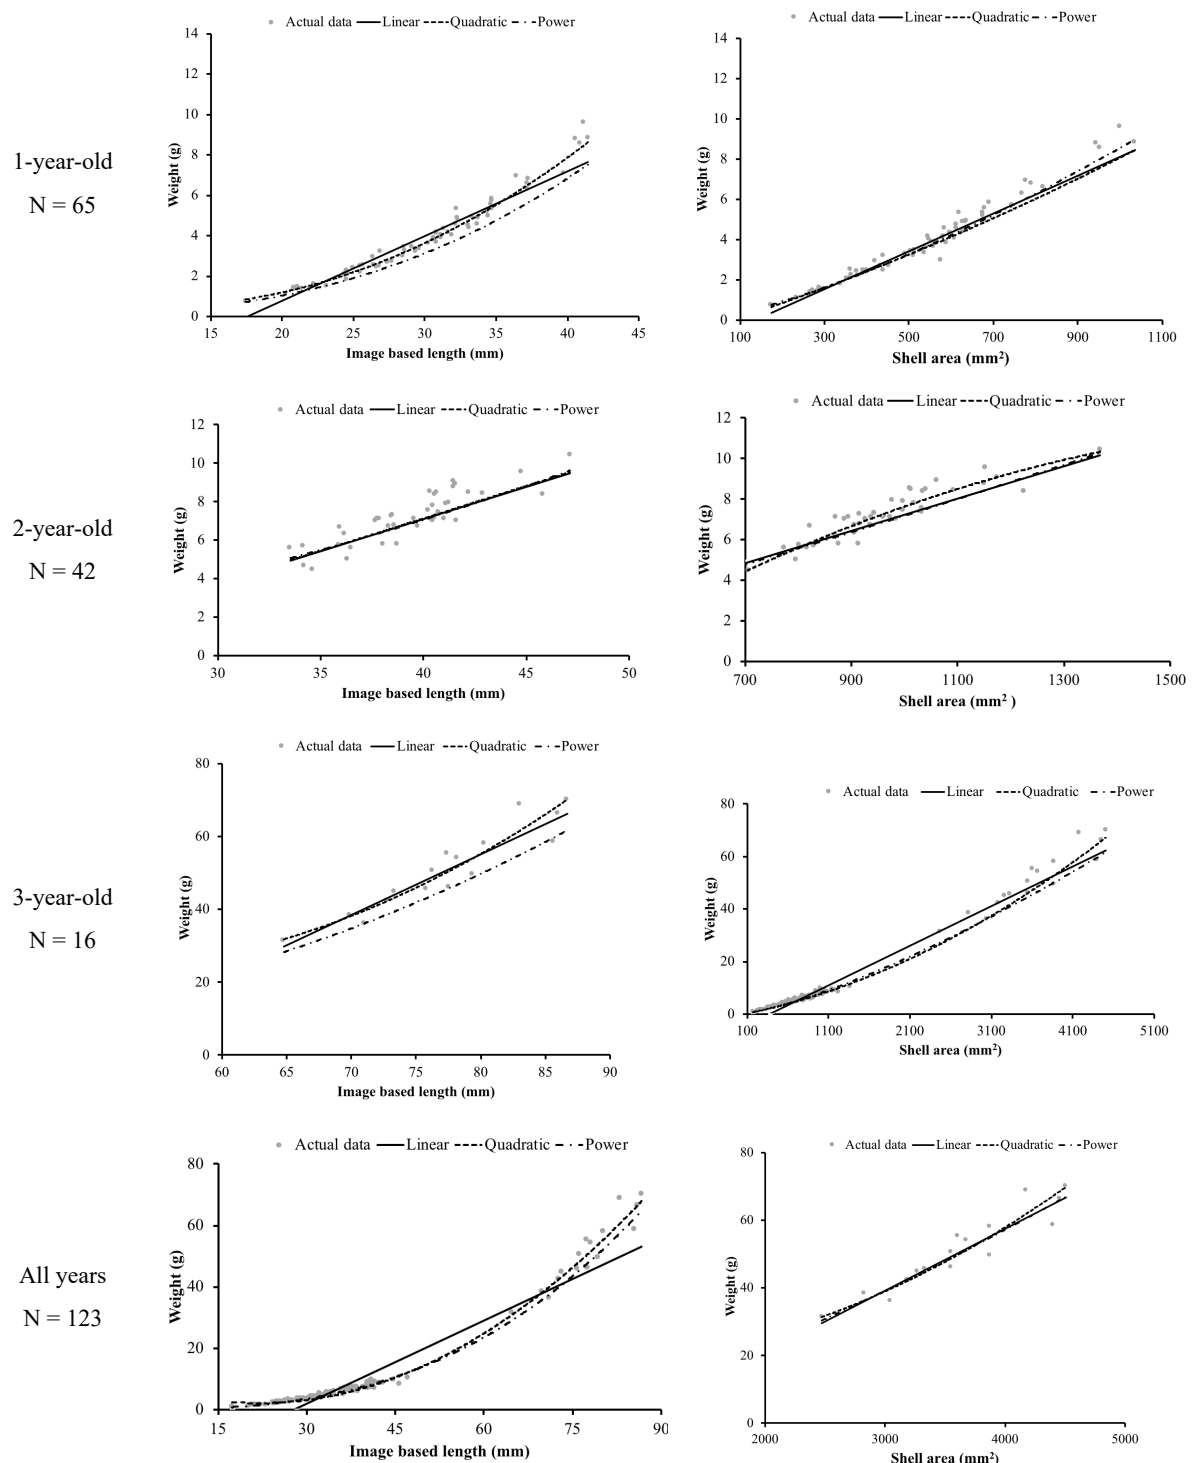 Actual data Linear Quadratic Power
14
12
10
8
6
4
2
0
15 20 25 30 35 40 45
Weight (g)
Image based length (mm)
Actual data Linear Quadratic Power
14
12
10
8
6
4
2
0
100 300 500 700 900 1100
Weight (g)
Shell area (mm²)
1-year-old
N = 65
Actual data Linear Quadratic Power
12
10
8
6
4
2
0
30 35 40 45 50
Weight (g)
Image based length (mm)
Actual data Linear Quadratic Power
12
10
8
6
4
2
0
700 900 1100 1300 1500
Weight (g)
Shell area (mm² )
2-year-old
N = 42
Actual data Linear Quadratic Power
80
60
40
20
0
60 65 70 75 80 85 90
Weight (g)
Image based length (mm)
Actual data Linear Quadratic Power
80
60
40
20
0
100 1100 2100 3100 4100 5100
Weight (g)
Shell area (mm²)
3-year-old
N = 16
Actual data Linear Quadratic Power
80
60
40
20
0
15 30 45 60 75 90
Weight (g)
Image based length (mm)
Actual data Linear Quadratic Power
80
60
40
20
0
2000 3000 4000 5000
Weight (g)
Shell area (mm²)
All years
N = 123